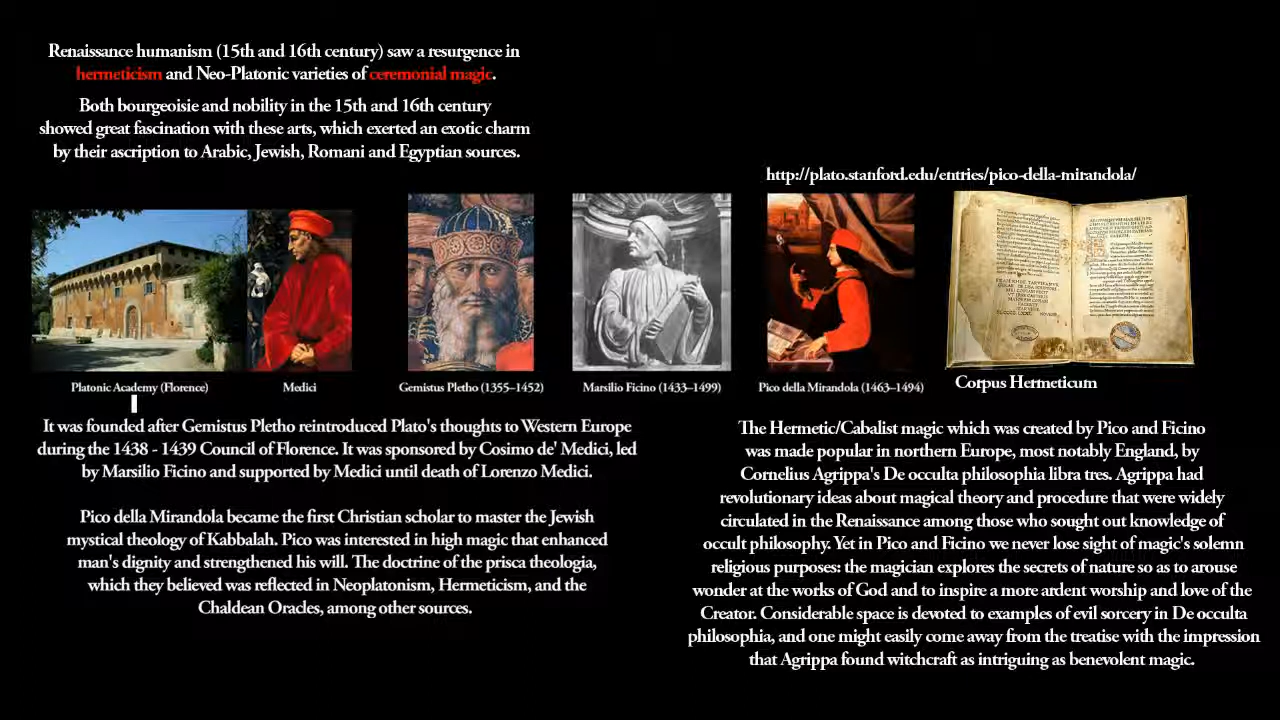 Renaissance humanism (15th and 16th century) saw a resurgence in
hermeticism and Neo-Platonic varieties of ceremonial magic.
Both bourgeoisie and nobility in the 15th and 16th century
showed great fascination with these arts, which exerted an exotic charm
by their ascription to Arabic, Jewish, Romani and Egyptian sources.
http://plato.stanford.edu/entries/pico-della-mirandola/
Platonic Academy (Florence)
Medici
Gemistus Pletho (1355–1452)
Marsilio Ficino (1433–1499)
Pico della Mirandola (1463–1494)
Corpus Hermeticum
It was founded after Gemistus Pletho reintroduced Plato's thoughts to Western Europe
during the 1438 - 1439 Council of Florence. It was sponsored by Cosimo de' Medici, led
by Marsilio Ficino and supported by Medici until death of Lorenzo Medici.
Pico della Mirandola became the first Christian scholar to master the Jewish
mystical theology of Kabbalah. Pico was interested in high magic that enhanced
man's dignity and strengthened his will. The doctrine of the prisca theologia,
which they believed was reflected in Neoplatonism, Hermeticism, and the
Chaldean Oracles, among other sources.
The Hermetic/Cabalist magic which was created by Pico and Ficino
was made popular in northern Europe, most notably England, by
Cornelius Agrippa's De occulta philosophia libra tres. Agrippa had
revolutionary ideas about magical theory and procedure that were widely
circulated in the Renaissance among those who sought out knowledge of
occult philosophy. Yet in Pico and Ficino we never lose sight of magic's solemn
religious purposes: the magician explores the secrets of nature so as to arouse
wonder at the works of God and to inspire a more ardent worship and love of the
Creator. Considerable space is devoted to examples of evil sorcery in De occulta
philosophia, and one might easily come away from the treatise with the impression
that Agrippa found witchcraft as intriguing as benevolent magic.